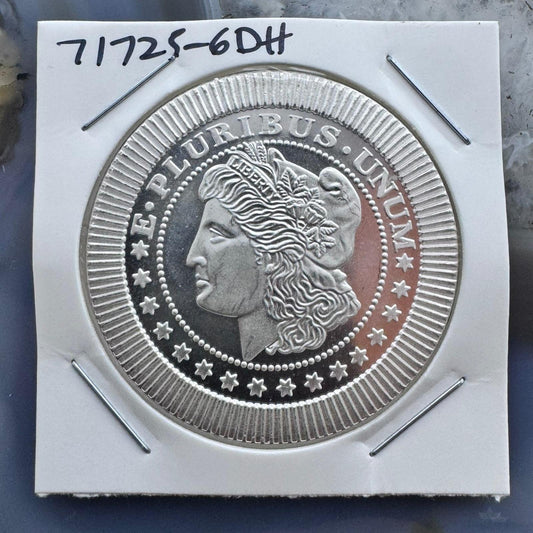 71725-6DH
E · PLURIBUS · UNUM
LIBERTY